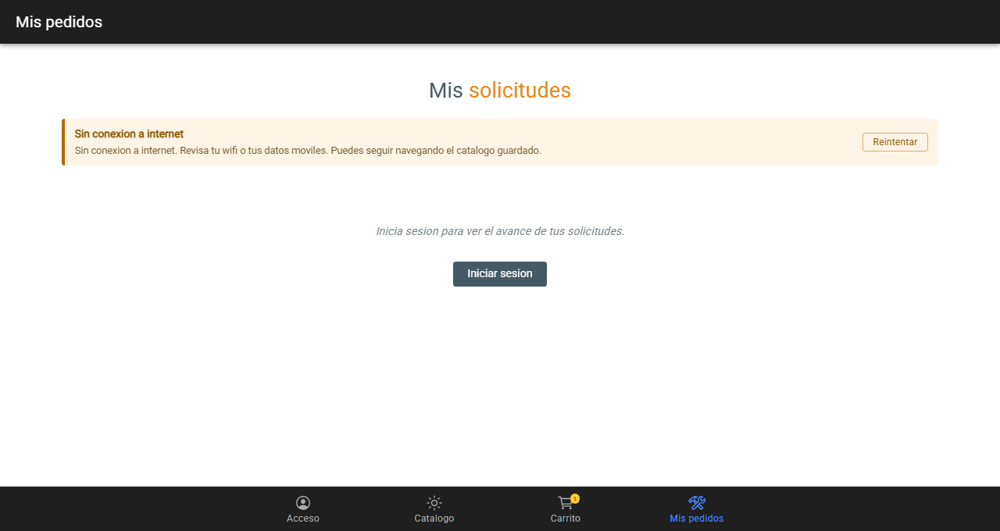 Mis pedidos
Mis solicitudes
Sin conexion a internet
Sin conexion a internet. Revisa tu wifi o tus datos moviles. Puedes seguir navegando el catalogo guardado.
Reintentar
Inicia sesion para ver el avance de tus solicitudes.
Iniciar sesion
1
Acceso
Catalogo
Carrito
Mis pedidos